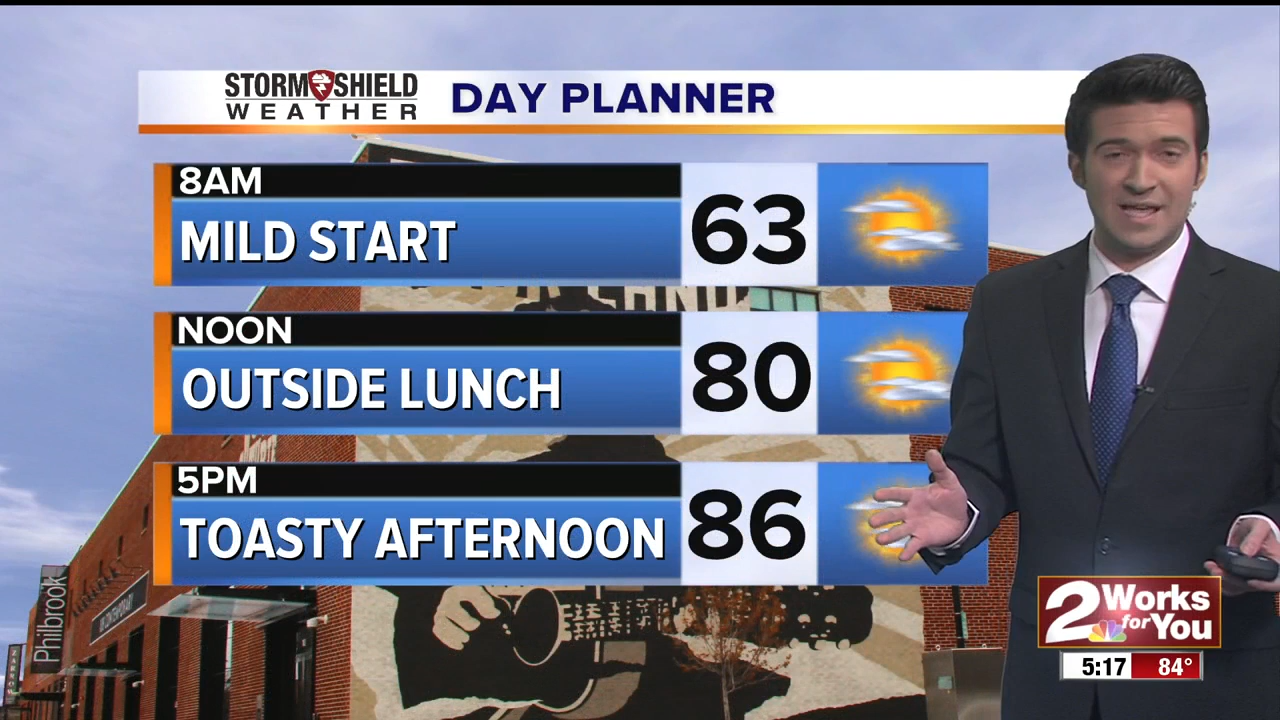 STORM SHIELD
WEATHER
DAY PLANNER
8AM
MILD START
63
NOON
OUTSIDE LUNCH
80
5PM
TOASTY AFTERNOON
86
LAND
Philbrook
2 Works
for You
5:17 84°